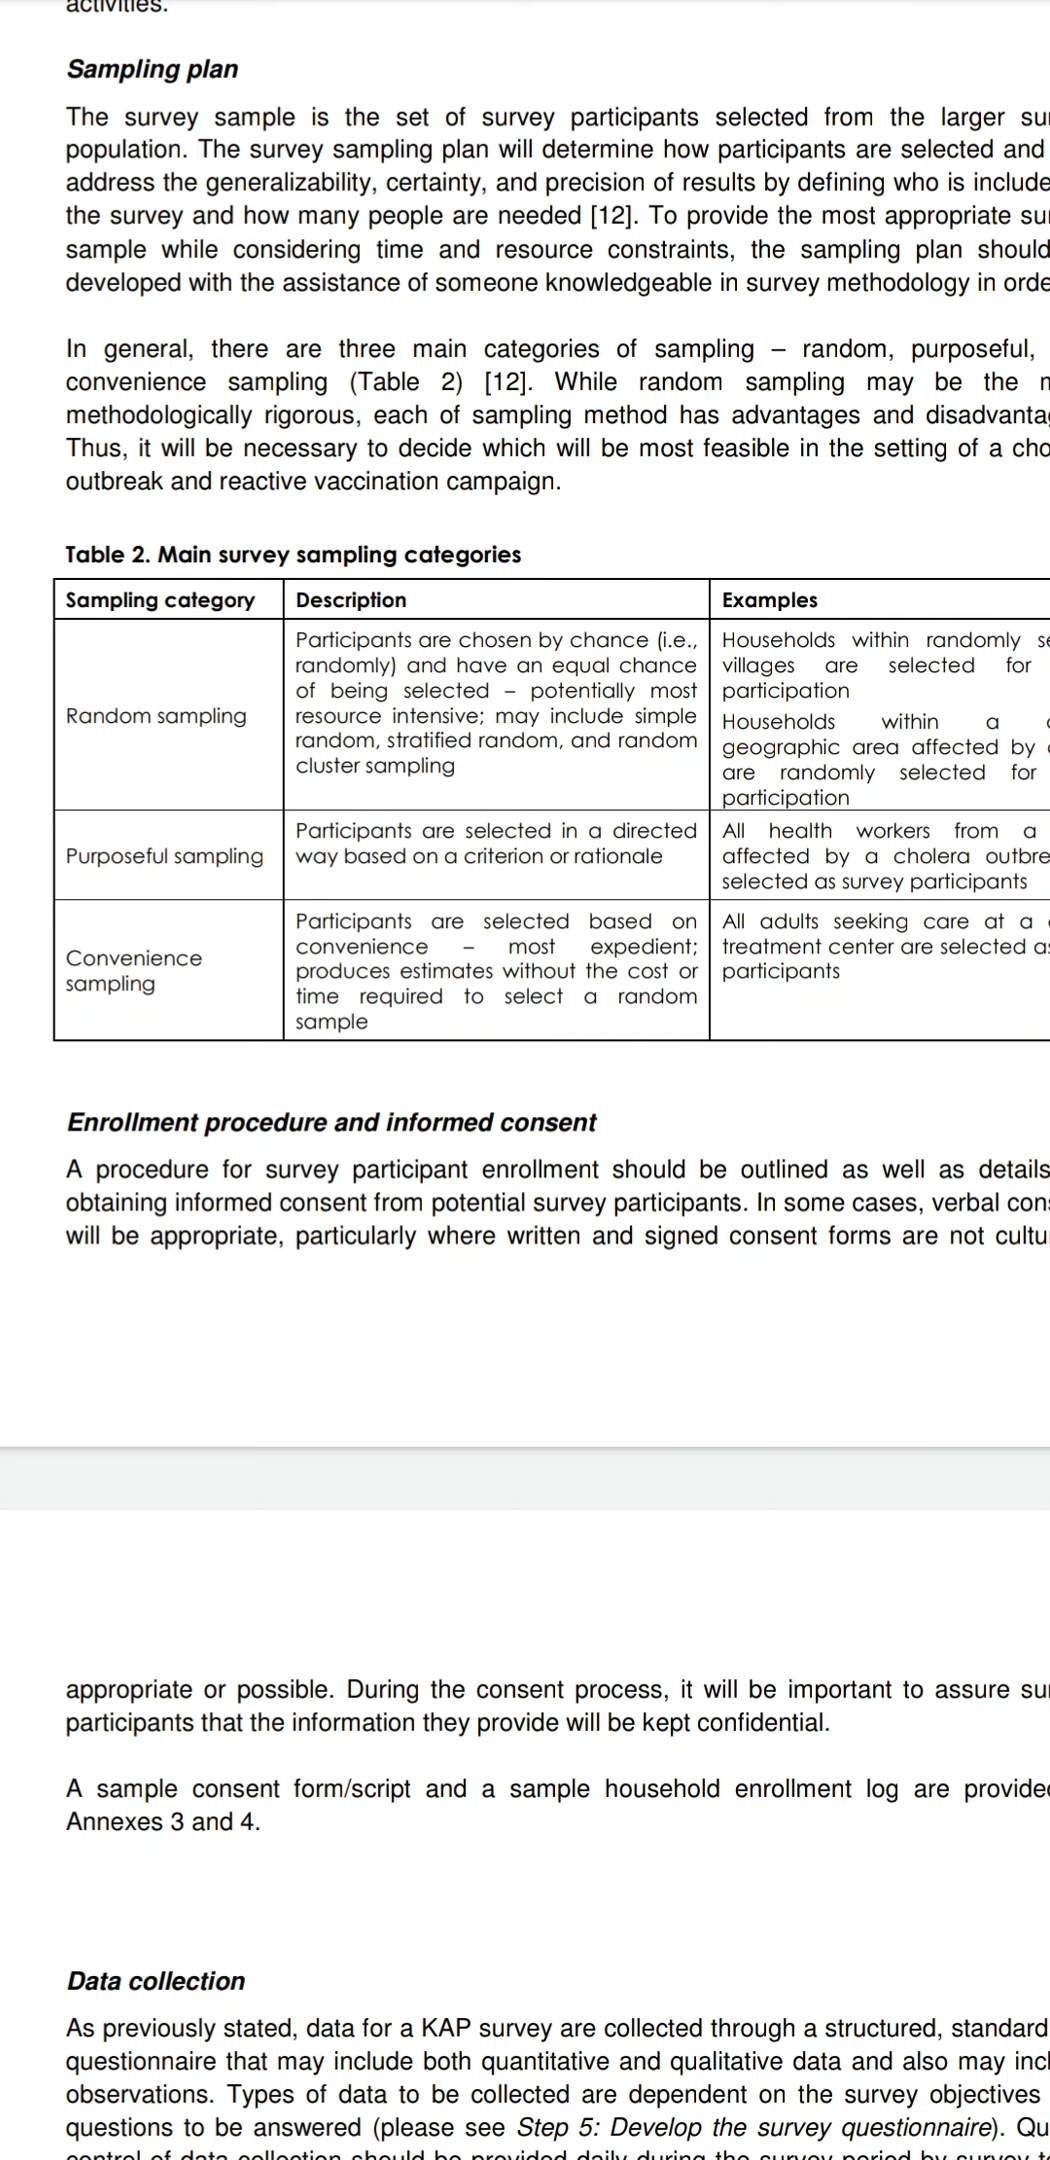 activities.
Sampling plan
The survey sample is the set of survey participants selected from the larger
population. The survey sampling plan will determine how participants are selected and
address the generalizability, certainty, and precision of results by defining who is
the survey and how many people are needed [12]. To provide the most appropriate
sample while considering time and resource constraints, the sampling plan should
developed with the assistance of someone knowledgeable in survey methodology in
In general, there are three main categories of sampling – random, purposeful,
convenience sampling (Table 2) [12]. While random sampling may be the
methodologically rigorous, each of sampling method has advantages and
Thus, it will be necessary to decide which will be most feasible in the setting of a
outbreak and reactive vaccination campaign.
Table 2. Main survey sampling categories
Sampling category
Description
Examples
Random sampling
Participants are chosen by chance (i.e.,
randomly) and have an equal chance
of being selected – potentially most
resource intensive; may include simple
random, stratified random, and random
cluster sampling
Households within randomly
villages are selected for
participation
Households within a
geographic area affected by
are randomly selected for
participation
Purposeful sampling
Participants are selected in a directed
way based on a criterion or rationale
All health workers from a
affected by a cholera
selected as survey participants
Convenience
sampling
Participants are selected based on
convenience – most expedient;
produces estimates without the cost or
time required to select a random
sample
All adults seeking care at a
treatment center are selected
participants
Enrollment procedure and informed consent
A procedure for survey participant enrollment should be outlined as well as details
obtaining informed consent from potential survey participants. In some cases, verbal
will be appropriate, particularly where written and signed consent forms are not
appropriate or possible. During the consent process, it will be important to assure
participants that the information they provide will be kept confidential.
A sample consent form/script and a sample household enrollment log are
Annexes 3 and 4.
Data collection
As previously stated, data for a KAP survey are collected through a structured,
questionnaire that may include both quantitative and qualitative data and also may
observations. Types of data to be collected are dependent on the survey objectives
questions to be answered (please see Step 5: Develop the survey questionnaire).
control of data collection should be provided daily during the survey period by survey